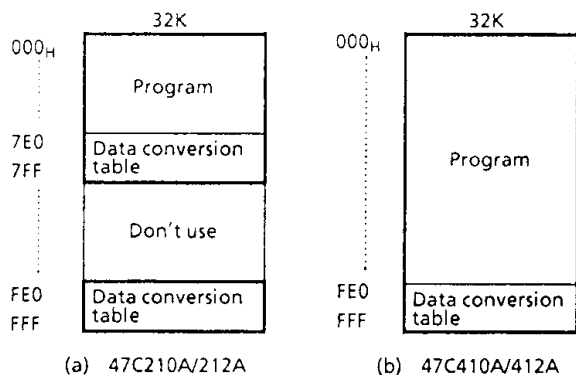 32K
000H
Program
7E0
7FF
Data conversion
table
Don't use
FE0
FFF
Data conversion
table
(a) 47C210A/212A
32K
000H
Program
FE0
FFF
Data conversion
table
(b) 47C410A/412A